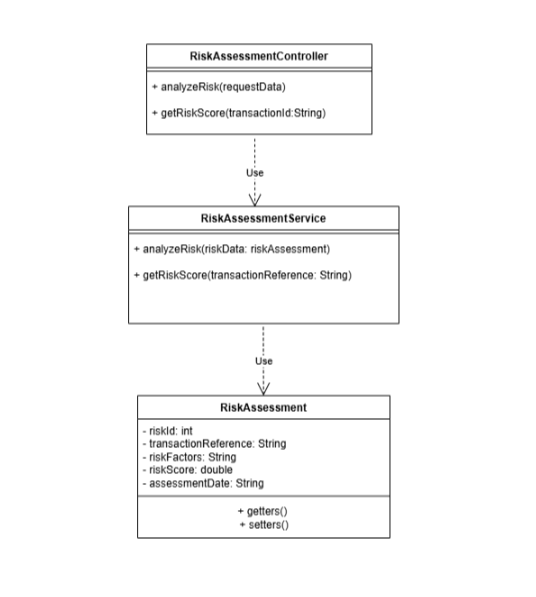 RiskAssessmentController
+ analyzeRisk(requestData)
+ getRiskScore(transactionId:String)
Use
RiskAssessmentService
+ analyzeRisk(riskData: riskAssessment)
+ getRiskScore(transactionReference: String)
Use
RiskAssessment
- riskId: int
- transactionReference: String
- riskFactors: String
- riskScore: double
- assessmentDate: String
+ getters()
+ setters()